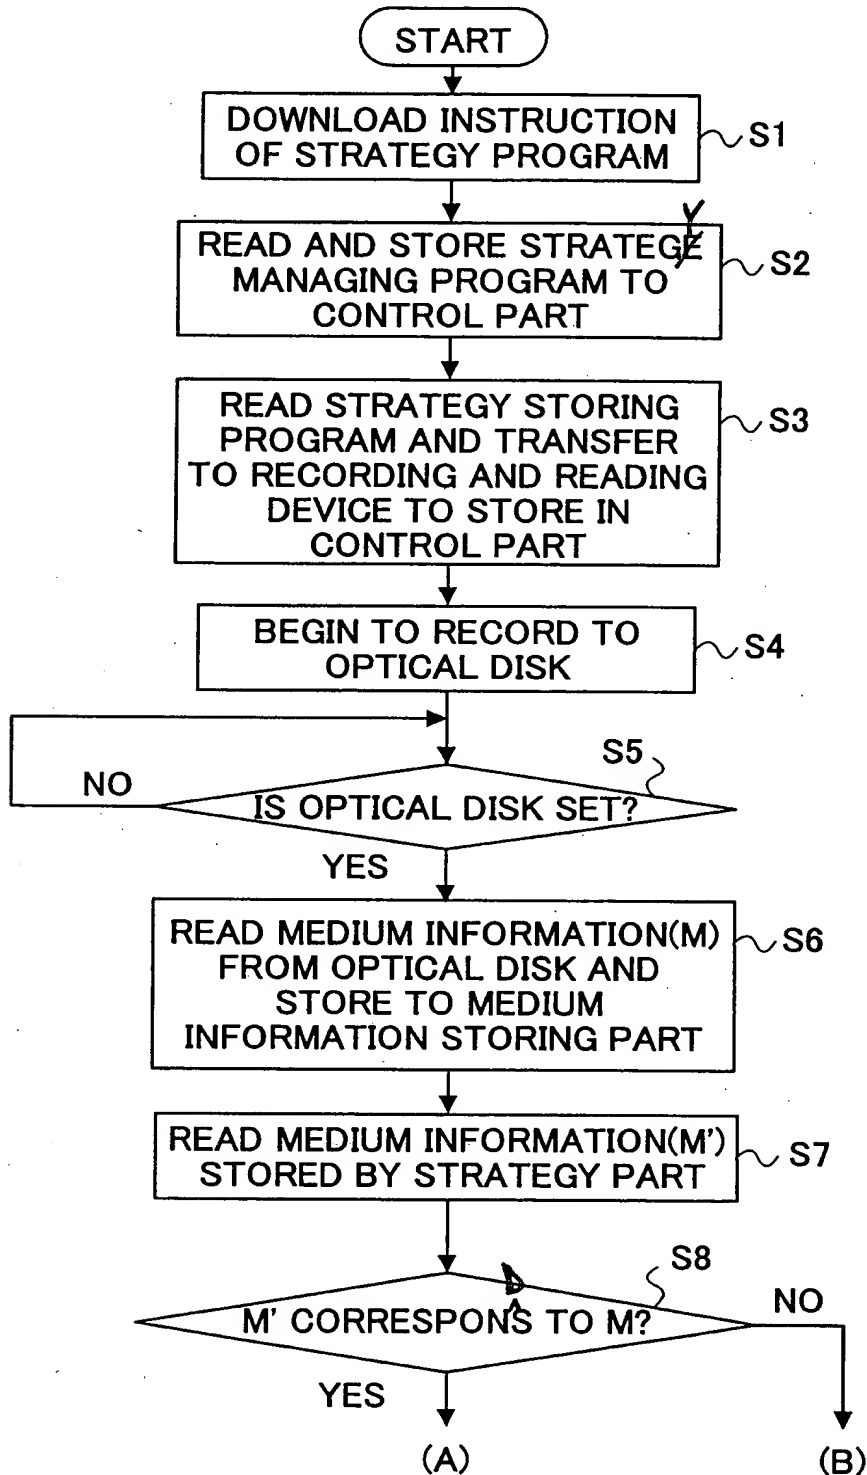 START
DOWNLOAD INSTRUCTION
OF STRATEGY PROGRAM
S1
READ AND STORE STRATEGE
Y
MANAGING PROGRAM TO
CONTROL PART
S2
READ STRATEGY STORING
PROGRAM AND TRANSFER
TO RECORDING AND READING
DEVICE TO STORE IN
CONTROL PART
S3
BEGIN TO RECORD TO
OPTICAL DISK
S4
S5
NO
IS OPTICAL DISK SET?
YES
READ MEDIUM INFORMATION(M)
FROM OPTICAL DISK AND
STORE TO MEDIUM
INFORMATION STORING PART
S6
READ MEDIUM INFORMATION(M')
STORED BY STRATEGY PART
S7
S8
D
M' CORRESPONS TO M?
NO
YES
(A)
(B)